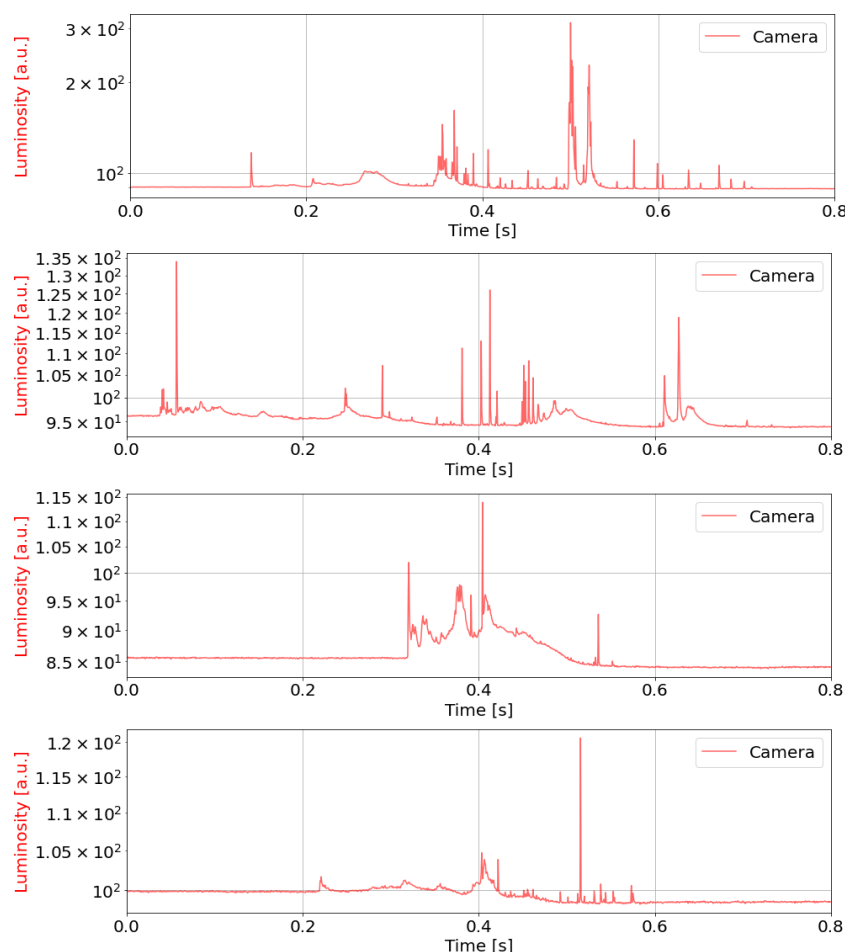 3 × 10²
2 × 10²
10²
Luminosity [a.u.]
Camera
0.0 0.2 0.4 0.6 0.8
Time [s]
1.35 × 10²
1.3 × 10²
1.25 × 10²
1.2 × 10²
1.15 × 10²
1.1 × 10²
1.05 × 10²
10²
9.5 × 10¹
Luminosity [a.u.]
Camera
0.0 0.2 0.4 0.6 0.8
Time [s]
1.15 × 10²
1.1 × 10²
1.05 × 10²
10²
9.5 × 10¹
9 × 10¹
8.5 × 10¹
Luminosity [a.u.]
Camera
0.0 0.2 0.4 0.6 0.8
Time [s]
1.2 × 10²
1.15 × 10²
1.1 × 10²
1.05 × 10²
10²
Luminosity [a.u.]
Camera
0.0 0.2 0.4 0.6 0.8
Time [s]